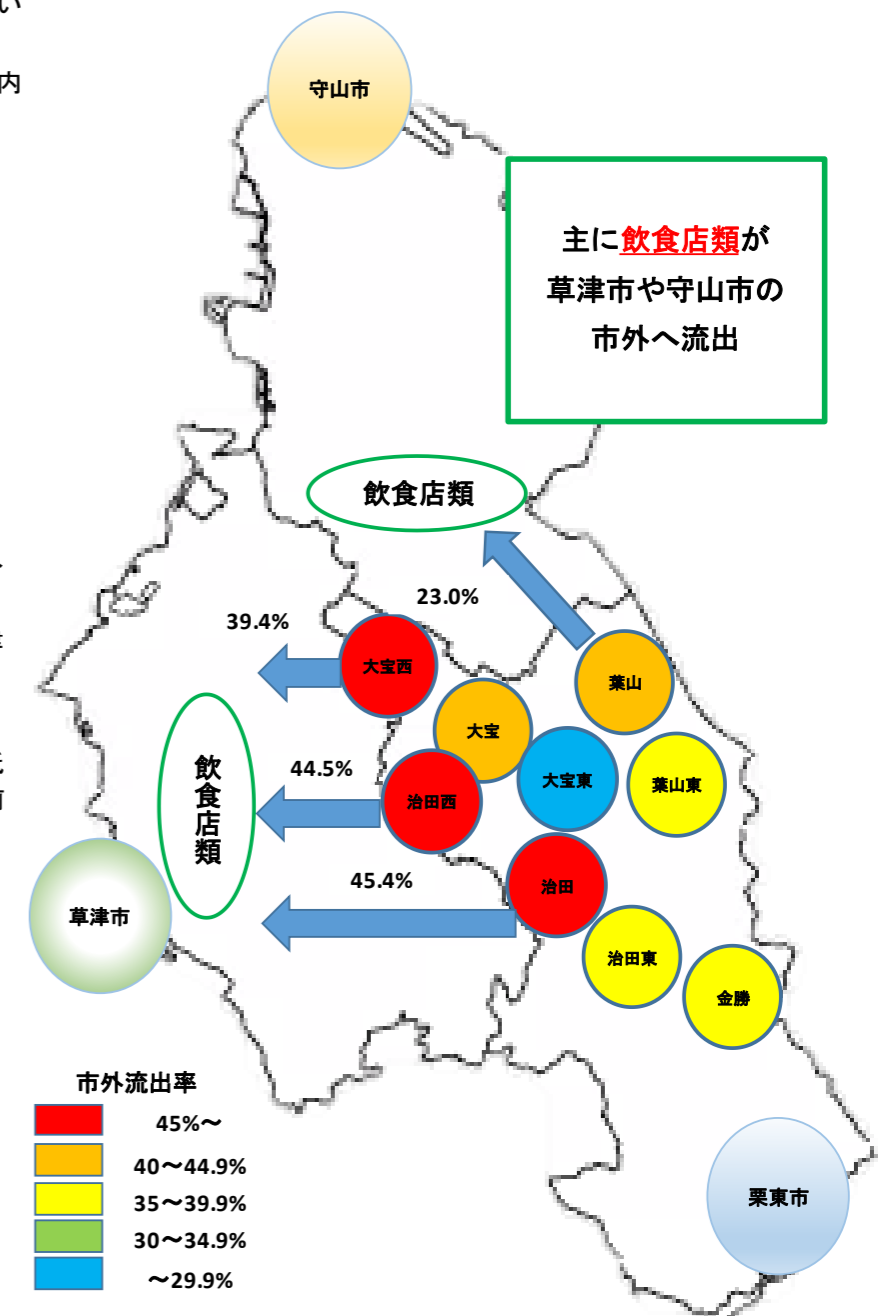 い
内
守山市
主に飲食店類が
草津市や守山市の
市外へ流出
飲食店類
23.0%
39.4%
大宝西
葉山
大宝
44.5%
大宝東
葉山東
飲食店類
治田西
45.4%
治田
草津市
治田東
金勝
市外流出率
45%～
40～44.9%
35～39.9%
30～34.9%
～29.9%
栗東市